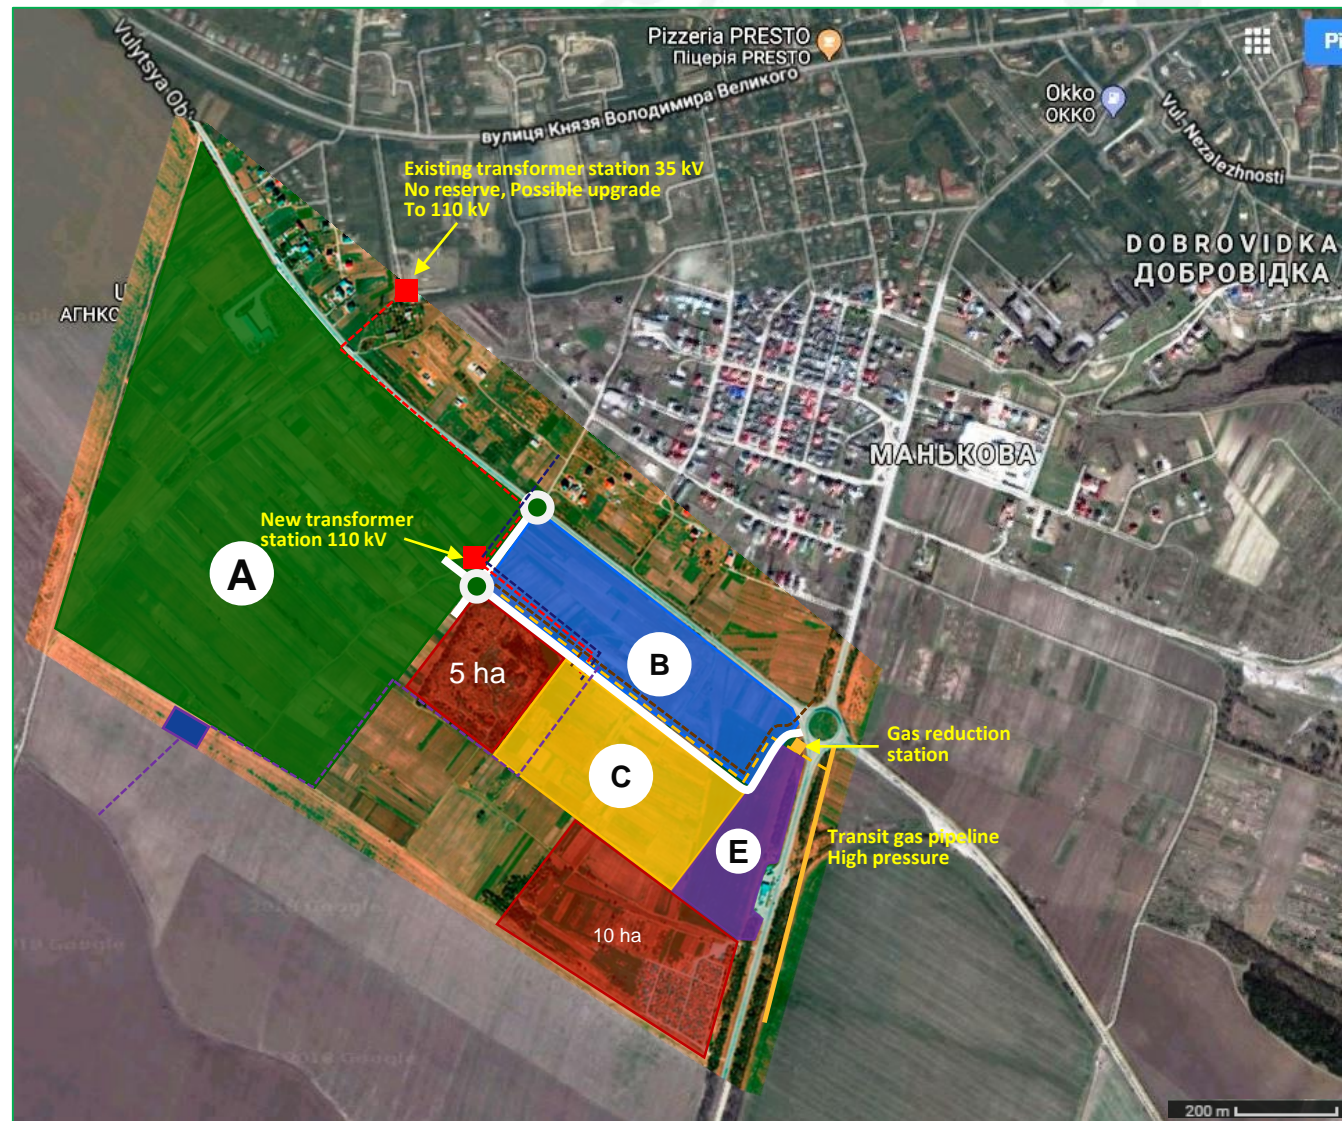 Vulytsya Ob'
Pizzeria PRESTO
Піцерія PRESTO
вулиця Князя Володимира Великого
Okko
ОККО
Vul. Nezalezhnosti
DOBROVIDKA
ДОБРОВІДКА
Existing transformer station 35 kV
No reserve, Possible upgrade
To 110 kV
АГНКС
МАНЬКОВА
New transformer
station 110 kV
A
B
5 ha
C
Gas reduction
station
E
Transit gas pipeline
High pressure
10 ha
2018 Google
200 m